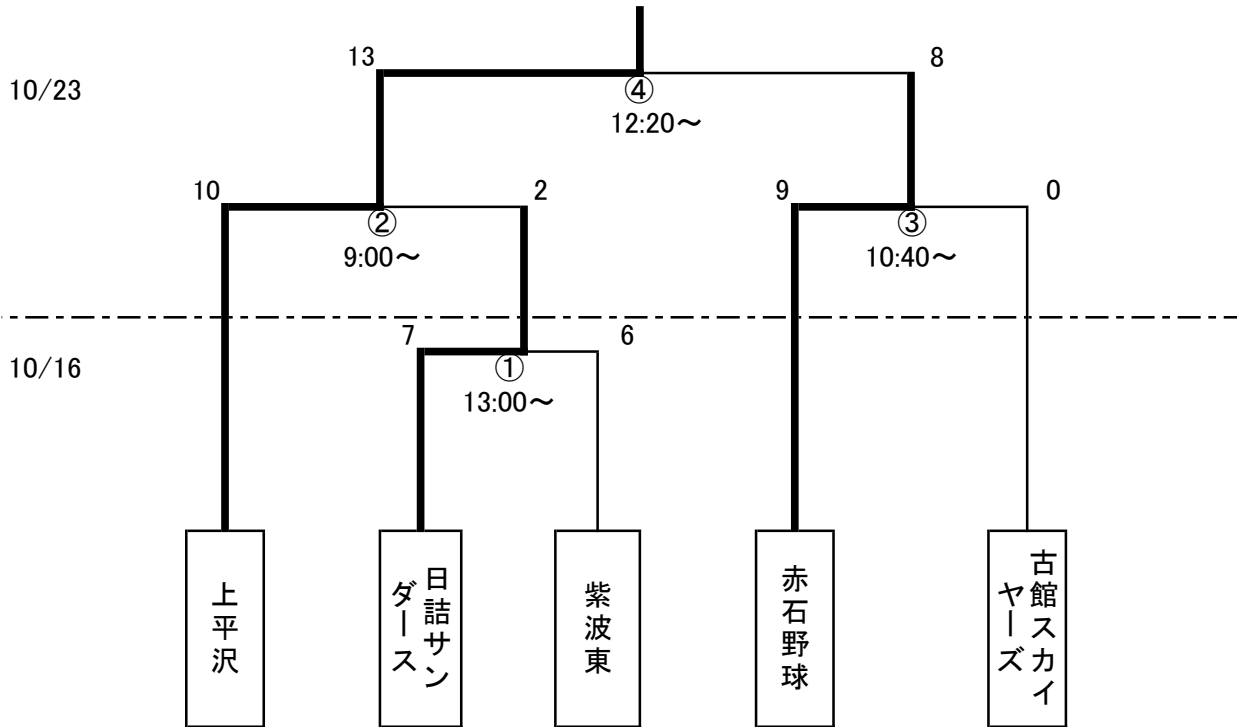 13
8
10/23
④
12:20～
10
2
9
0
②
③
9:00～
10:40～
7
6
10/16
①
13:00～
上平沢
日詰サン
ダース
紫波東
赤石野球
古館スカイ
ヤーズ